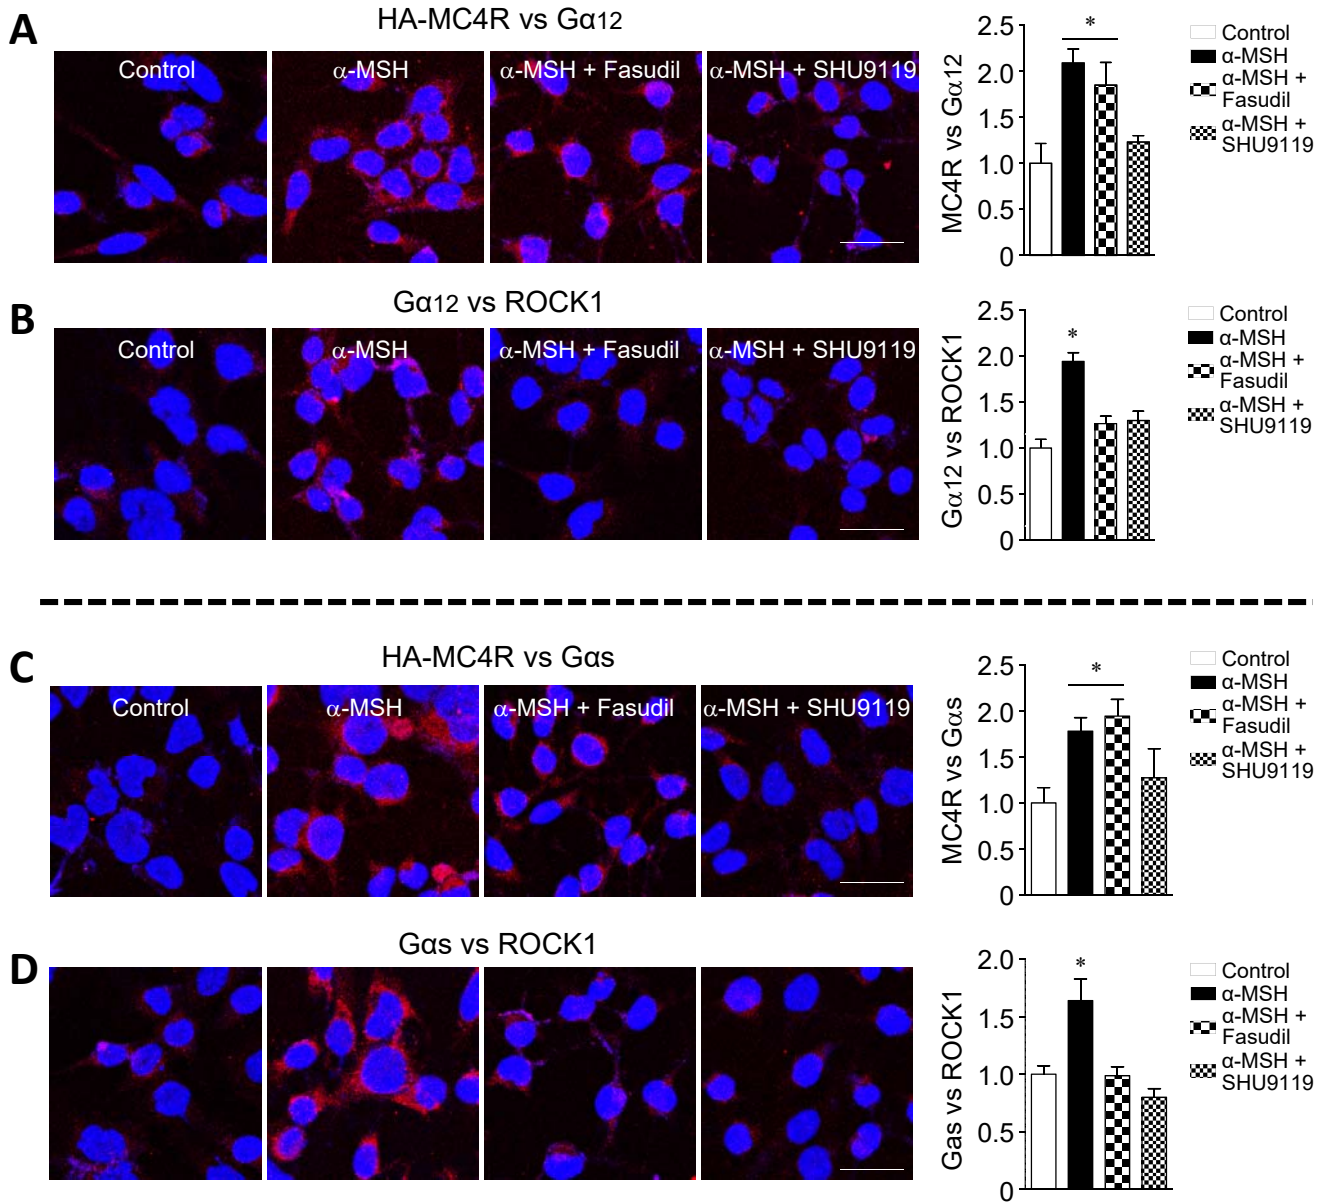 A
HA-MC4R vs Gα12
Control
α-MSH
α-MSH + Fasudil
α-MSH + SHU9119
MC4R vs Gα12
2.5
2.0
1.5
1.0
0.5
0
*
Control
α-MSH
α-MSH +
Fasudil
α-MSH +
SHU9119
B
Gα12 vs ROCK1
Control
α-MSH
α-MSH + Fasudil
α-MSH + SHU9119
Gα12 vs ROCK1
2.5
2.0
1.5
1.0
0.5
0
*
Control
α-MSH
α-MSH +
Fasudil
α-MSH +
SHU9119
C
HA-MC4R vs Gαs
Control
α-MSH
α-MSH + Fasudil
α-MSH + SHU9119
MC4R vs Gαs
2.5
2.0
1.5
1.0
0.5
0
*
Control
α-MSH
α-MSH +
Fasudil
α-MSH +
SHU9119
D
Gαs vs ROCK1
Gas vs ROCK1
2.0
1.5
1.0
0.5
0
*
Control
α-MSH
α-MSH +
Fasudil
α-MSH +
SHU9119